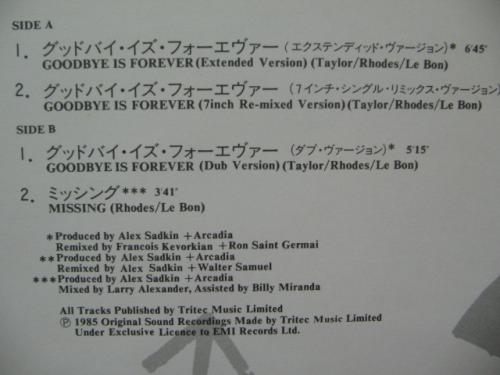 SIDE A
1. グッドバイ・イズ・フォーエヴァー (エクステンディッド・ヴァージョン)* 6'45"
GOODBYE IS FOREVER (Extended Version) (Taylor/Rhodes/Le Bon)
2. グッドバイ・イズ・フォーエヴァー (7インチ・シングル・リミックス・ヴァージョン)
GOODBYE IS FOREVER (7inch Re-mixed Version) (Taylor/Rhodes/Le Bon)
SIDE B
1. グッドバイ・イズ・フォーエヴァー (ダブ・ヴァージョン)* 5'15"
GOODBYE IS FOREVER (Dub Version) (Taylor/Rhodes/Le Bon)
2. ミッシング*** 3'41"
MISSING (Rhodes/Le Bon)
*Produced by Alex Sadkin +Arcadia
Remixed by Francois Kevorkian +Ron Saint Germai
**Produced by Alex Sadkin +Arcadia
Remixed by Alex Sadkin +Walter Samuel
***Produced by Alex Sadkin +Arcadia
Mixed by Larry Alexander, Assisted by Billy Miranda
All Tracks Published by Tritec Music Limited
Ⓟ 1985 Original Sound Recordings Made by Tritec Music Limited
Under Exclusive Licence to EMI Records Ltd.